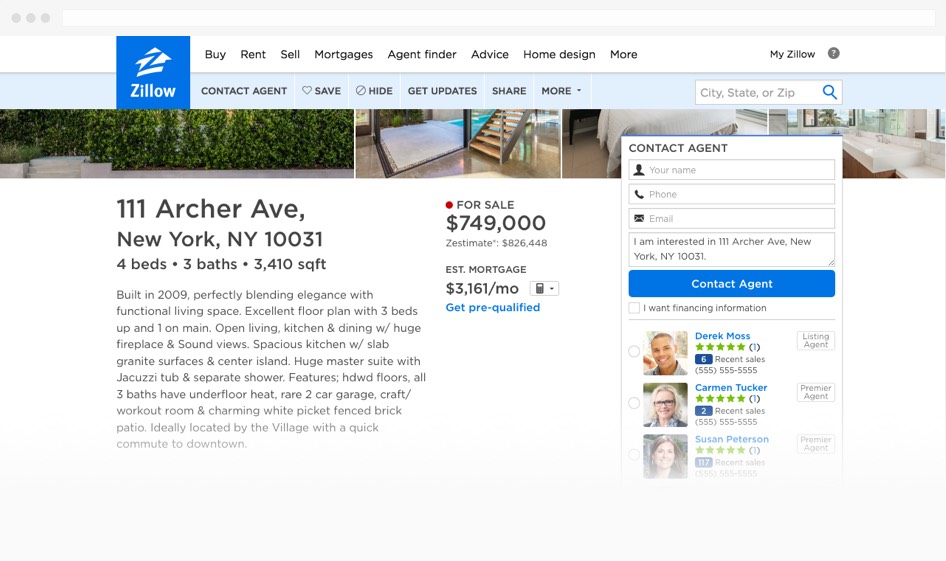 Buy Rent Sell Mortgages Agent finder Advice Home design More
My Zillow ?
Zillow
CONTACT AGENT SAVE HIDE GET UPDATES SHARE MORE
City, State, or Zip
111 Archer Ave,
New York, NY 10031
4 beds • 3 baths • 3,410 sqft
Built in 2009, perfectly blending elegance with
functional living space. Excellent floor plan with 3 beds
up and 1 on main. Open living, kitchen & dining w/ huge
fireplace & Sound views. Spacious kitchen w/ slab
granite surfaces & center island. Huge master suite with
Jacuzzi tub & separate shower. Features; hdwd floors, all
3 baths have underfloor heat, rare 2 car garage, craft/
workout room & charming white picket fenced brick
patio. Ideally located by the Village with a quick
commute to downtown.
FOR SALE
$749,000
Zestimate®: $826,448
EST. MORTGAGE
$3,161/mo
Get pre-qualified
CONTACT AGENT
Your name
Phone
Email
I am interested in 111 Archer Ave, New
York, NY 10031.
Contact Agent
I want financing information
Derek Moss
(1)
6 Recent sales
(555) 555-5555
Listing
Agent
Carmen Tucker
(1)
2 Recent sales
(555) 555-5555
Premier
Agent
Susan Peterson
(1)
117 Recent sales
(555) 555-5555
Premier
Agent